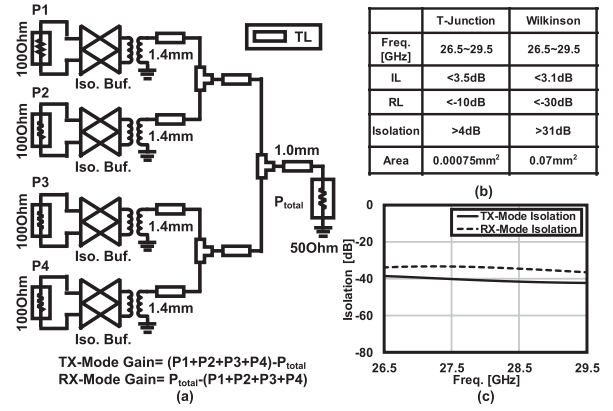 P1
100Ohm
Iso. Buf.
1.4mm
TL
P2
100Ohm
Iso. Buf.
1.4mm
1.0mm
P_total
50Ohm
P3
100Ohm
Iso. Buf.
1.4mm
P4
100Ohm
Iso. Buf.
1.4mm
TX-Mode Gain= (P1+P2+P3+P4)-P_total
RX-Mode Gain= P_total-(P1+P2+P3+P4)
(a)
T-Junction Wilkinson
Freq. [GHz] 26.5~29.5 26.5~29.5
IL <3.5dB <3.1dB
RL <-10dB <-30dB
Isolation >4dB >31dB
Area 0.00075mm² 0.07mm²
(b)
TX-Mode Isolation
RX-Mode Isolation
Isolation [dB]
0
-20
-40
-60
-80
26.5 27.5 28.5 29.5
Freq. [GHz]
(c)